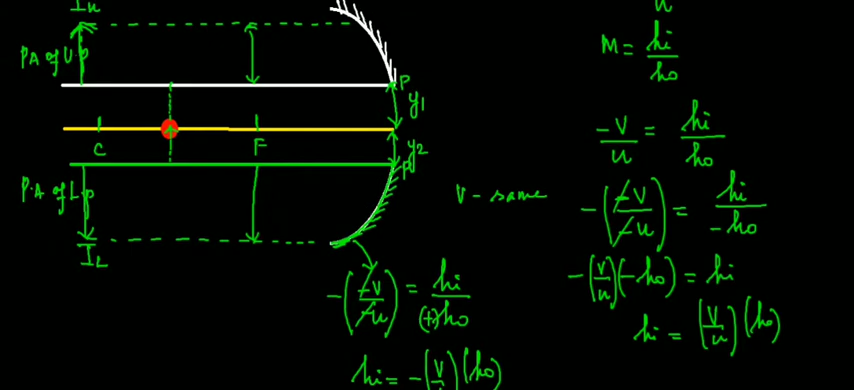 Iu
u
PA of U.p
P
y1
C
F
y2
P
P.A of L.p
IL
M = hi/ho
-v/u = hi/ho
v - same
-(-v/-u) = hi/-ho
-(v/u)(-ho) = hi
hi = (v/u)(ho)
-(-v/-u) = hi/(+)ho
hi = -(v/u)(ho)